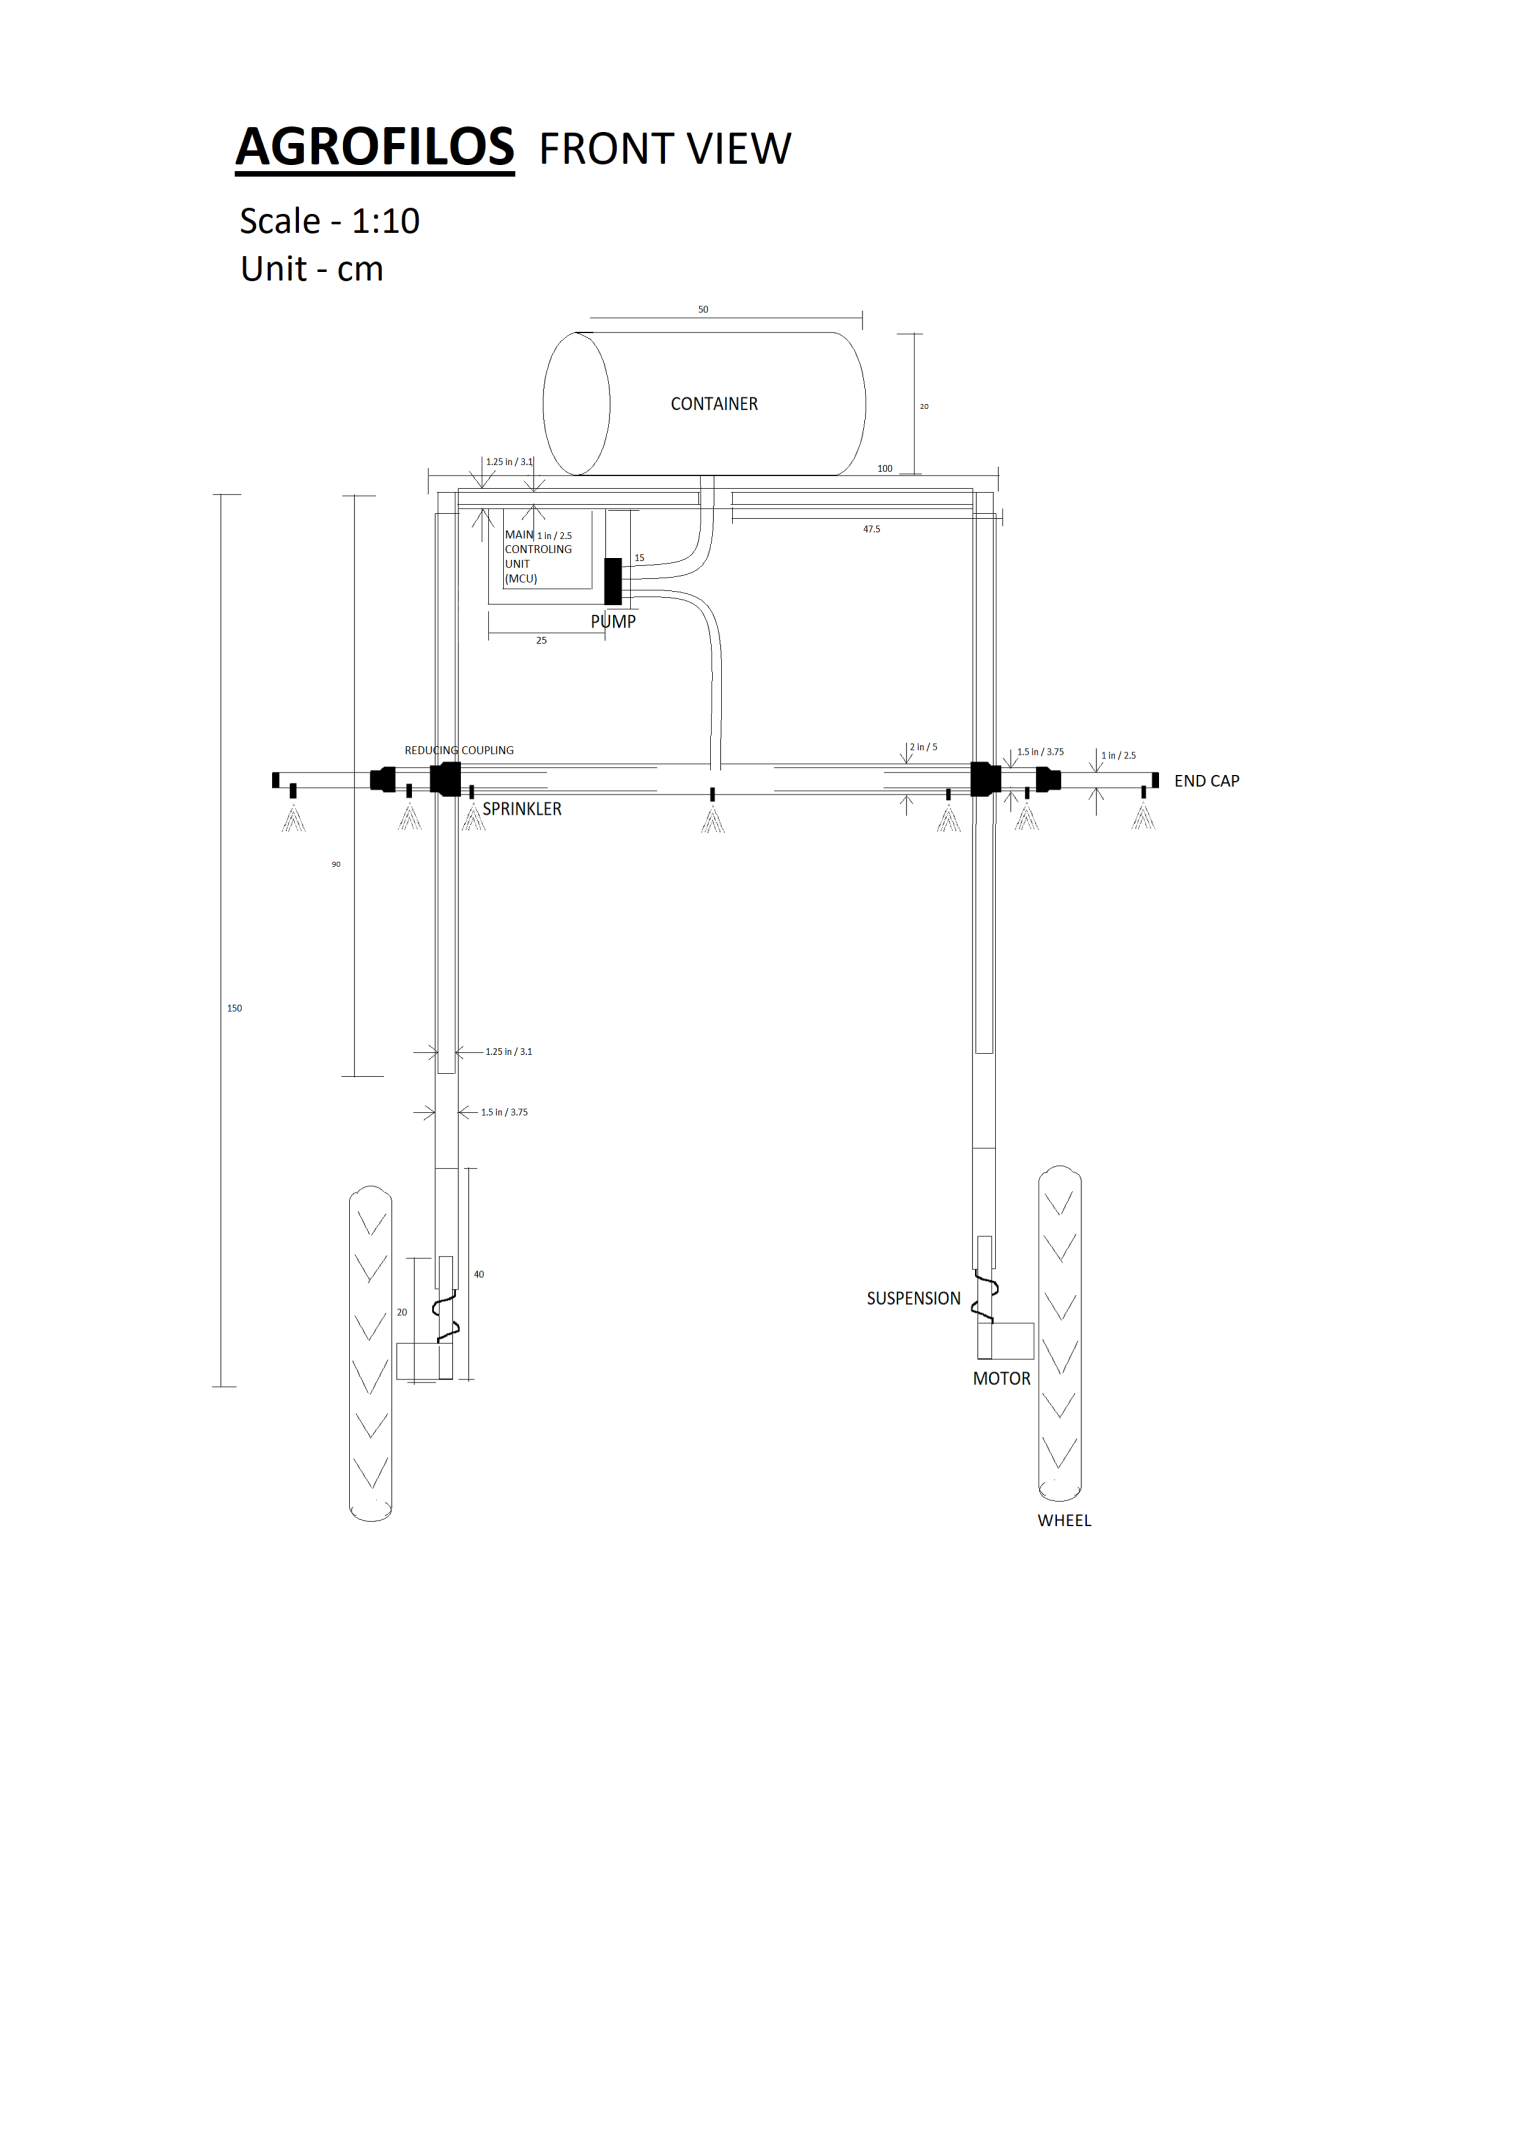 AGROFILOS FRONT VIEW
Scale - 1:10
Unit - cm
50
CONTAINER
20
1.25 in / 3.1
100
47.5
MAIN 1 in / 2.5
CONTROLING
UNIT
(MCU)
15
PUMP
25
REDUCING COUPLING
2 in / 5
1.5 in / 3.75
1 in / 2.5
END CAP
SPRINKLER
90
150
1.25 in / 3.1
1.5 in / 3.75
40
20
SUSPENSION
MOTOR
WHEEL